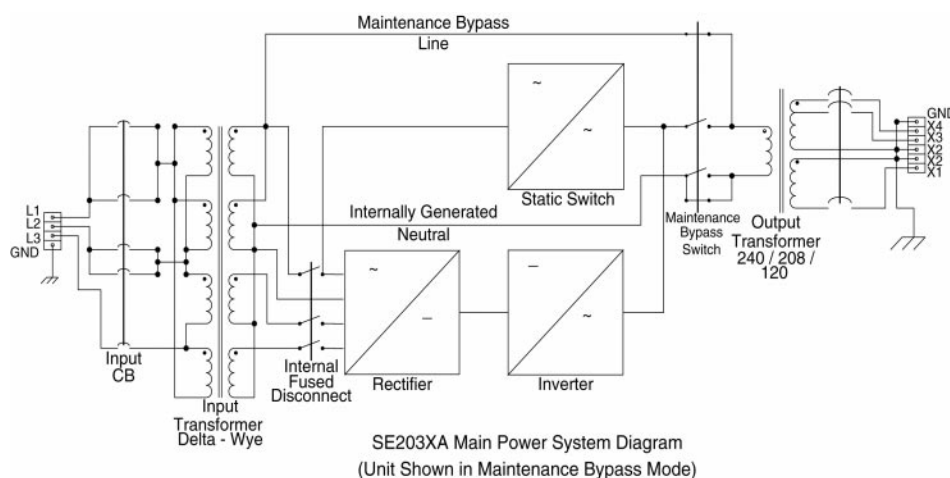 Maintenance Bypass
Line
~
~
Static Switch
L1
L2
L3
GND
Internally Generated
Neutral
Maintenance
Bypass
Switch
GND
X4
X3
X2
X2
X1
Output
Transformer
240 / 208 /
120
Input
CB
Internal
Fused
Disconnect
~
—
Rectifier
—
~
Inverter
Input
Transformer
Delta - Wye
SE203XA Main Power System Diagram
(Unit Shown in Maintenance Bypass Mode)